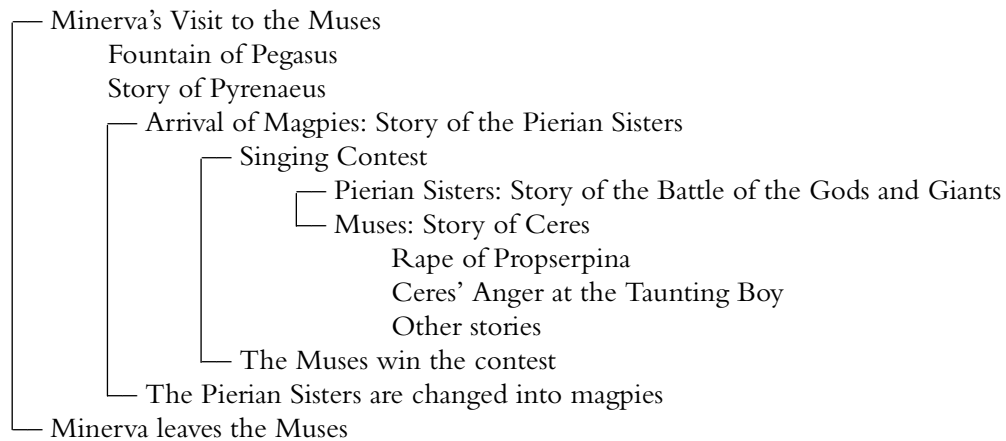 Minerva’s Visit to the Muses
Fountain of Pegasus
Story of Pyrenaeus
Arrival of Magpies: Story of the Pierian Sisters
Singing Contest
Pierian Sisters: Story of the Battle of the Gods and Giants
Muses: Story of Ceres
Rape of Propserpina
Ceres’ Anger at the Taunting Boy
Other stories
The Muses win the contest
The Pierian Sisters are changed into magpies
Minerva leaves the Muses